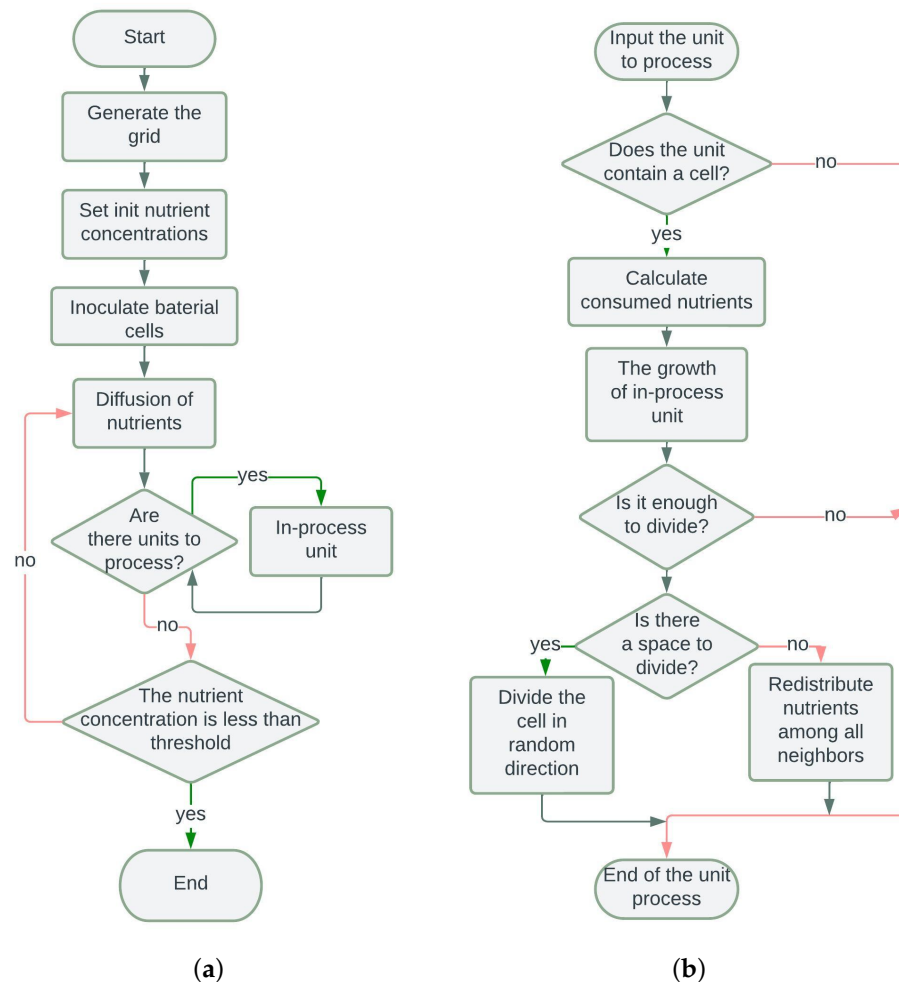 Start
Generate the
grid
Set init nutrient
concentrations
Inoculate baterial
cells
Diffusion of
nutrients
Are
there units to
process?
yes
In-process
unit
no
no
The nutrient
concentration is less than
threshold
yes
End
(a)
Input the unit
to process
Does the unit
contain a cell?
no
yes
Calculate
consumed nutrients
The growth
of in-process
unit
Is it enough
to divide?
no
Is there
a space to
divide?
yes
no
Divide the
cell in
random
direction
Redistribute
nutrients
among all
neighbors
End of the unit
process
(b)